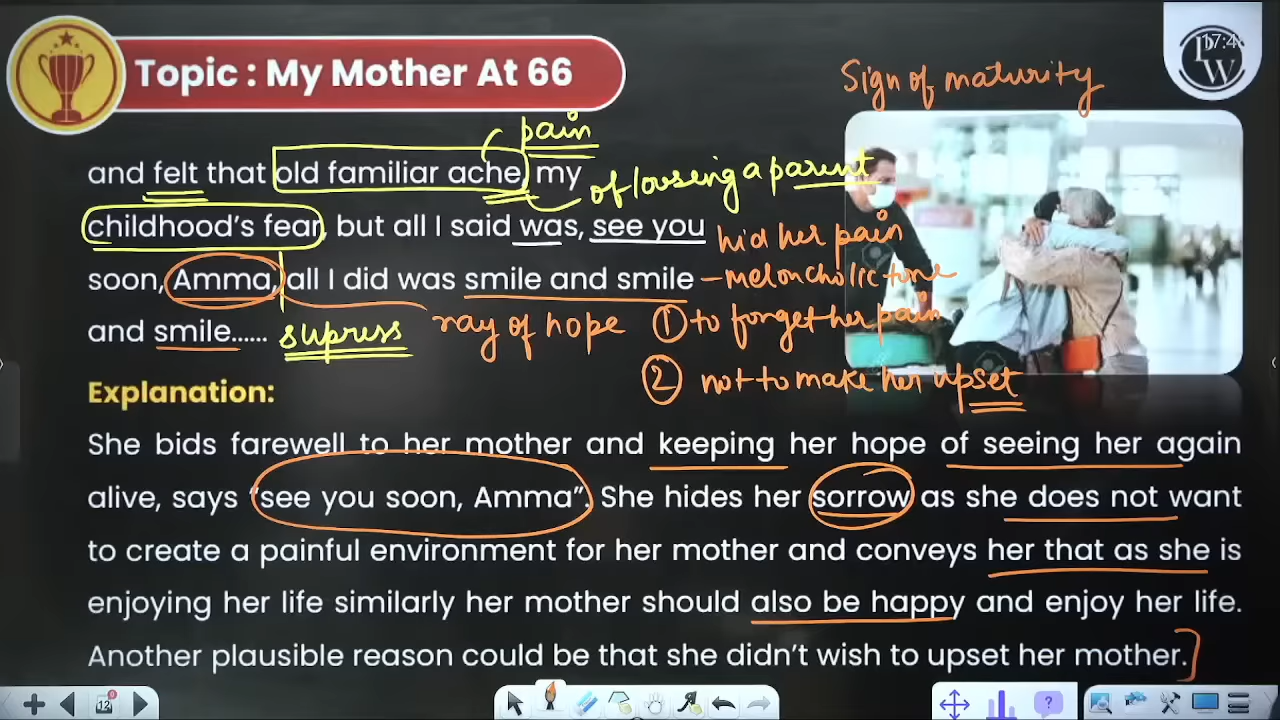 Topic : My Mother At 66
17:4
W
Sign of maturity
pain
and felt that old familiar ache, my
of loosing a parent
childhood's fear, but all I said was, see you
hid her pain
soon, Amma, all I did was smile and smile
– meloncholic tone
and smile......
supress
ray of hope
① to forget her pain
② not to make her upset
Explanation:
She bids farewell to her mother and keeping her hope of seeing her again
alive, says "see you soon, Amma". She hides her sorrow as she does not want
to create a painful environment for her mother and conveys her that as she is
enjoying her life similarly her mother should also be happy and enjoy her life.
Another plausible reason could be that she didn't wish to upset her mother.]
12